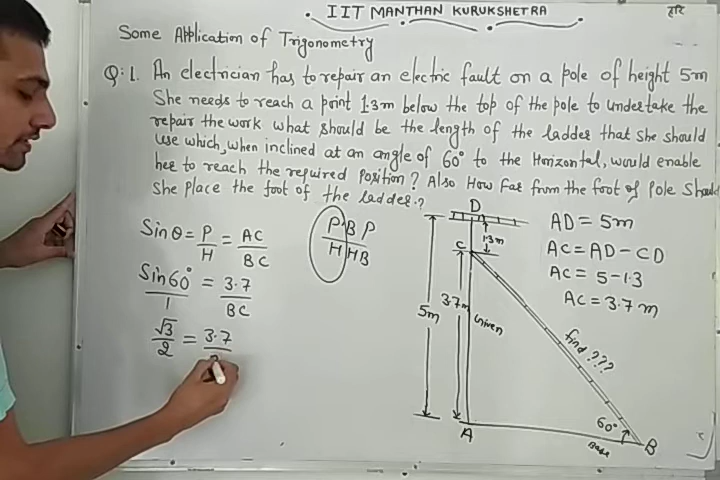 IIT MANTHAN KURUKSHETRA
हरि
Some Application of Trigonometry
Q:1. An electrician has to repair an electric fault on a pole of height 5m
She needs to reach a point 1.3m below the top of the pole to undertake the
repair the work what should be the length of the ladder that she should
use which, when inclined at an angle of 60° to the Horizontal, would enable
her to reach the required Position? Also How far from the foot of pole should
She place the foot of the ladder.?
Sin θ = P/H = AC/BC
Sin60°/1 = 3.7/BC
√3/2 = 3.7/
P B P
H H B
D
1.3m
C
5m
3.7m
Given
find ???
60°
A
Base
B
AD = 5m
AC = AD - CD
AC = 5 - 1.3
AC = 3.7 m